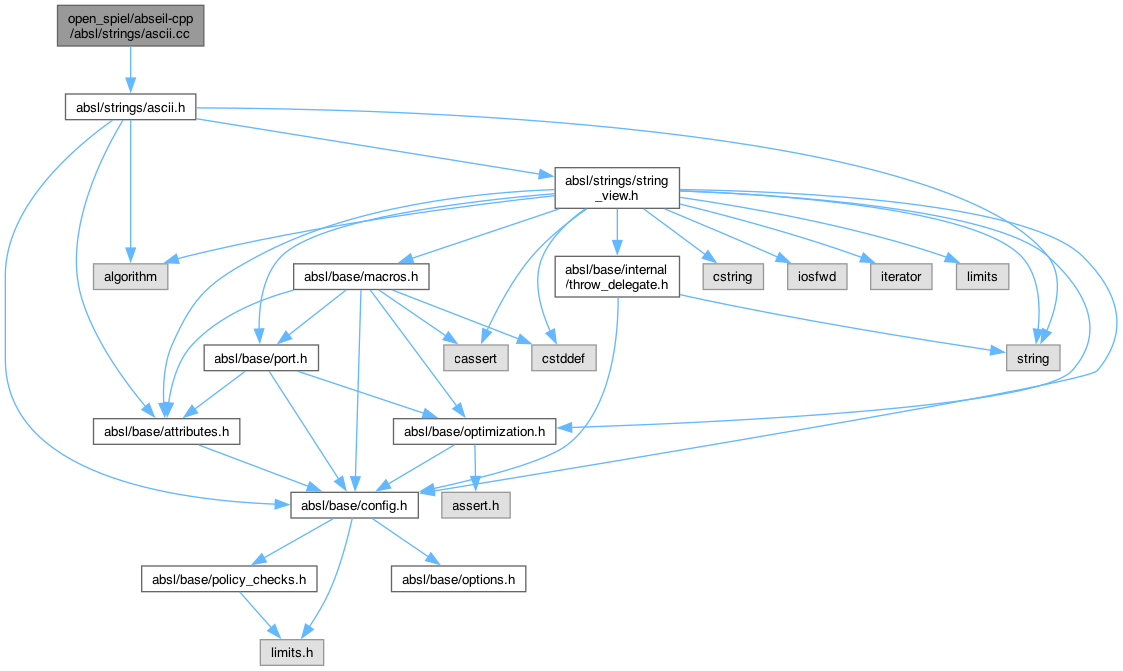 open_spiel/abseil-cpp
/absl/strings/ascii.cc
absl/strings/ascii.h
absl/strings/string
_view.h
algorithm
absl/base/macros.h
absl/base/internal
/throw_delegate.h
cstring
iosfwd
iterator
limits
absl/base/port.h
cassert
cstddef
string
absl/base/attributes.h
absl/base/optimization.h
absl/base/config.h
assert.h
absl/base/policy_checks.h
absl/base/options.h
limits.h